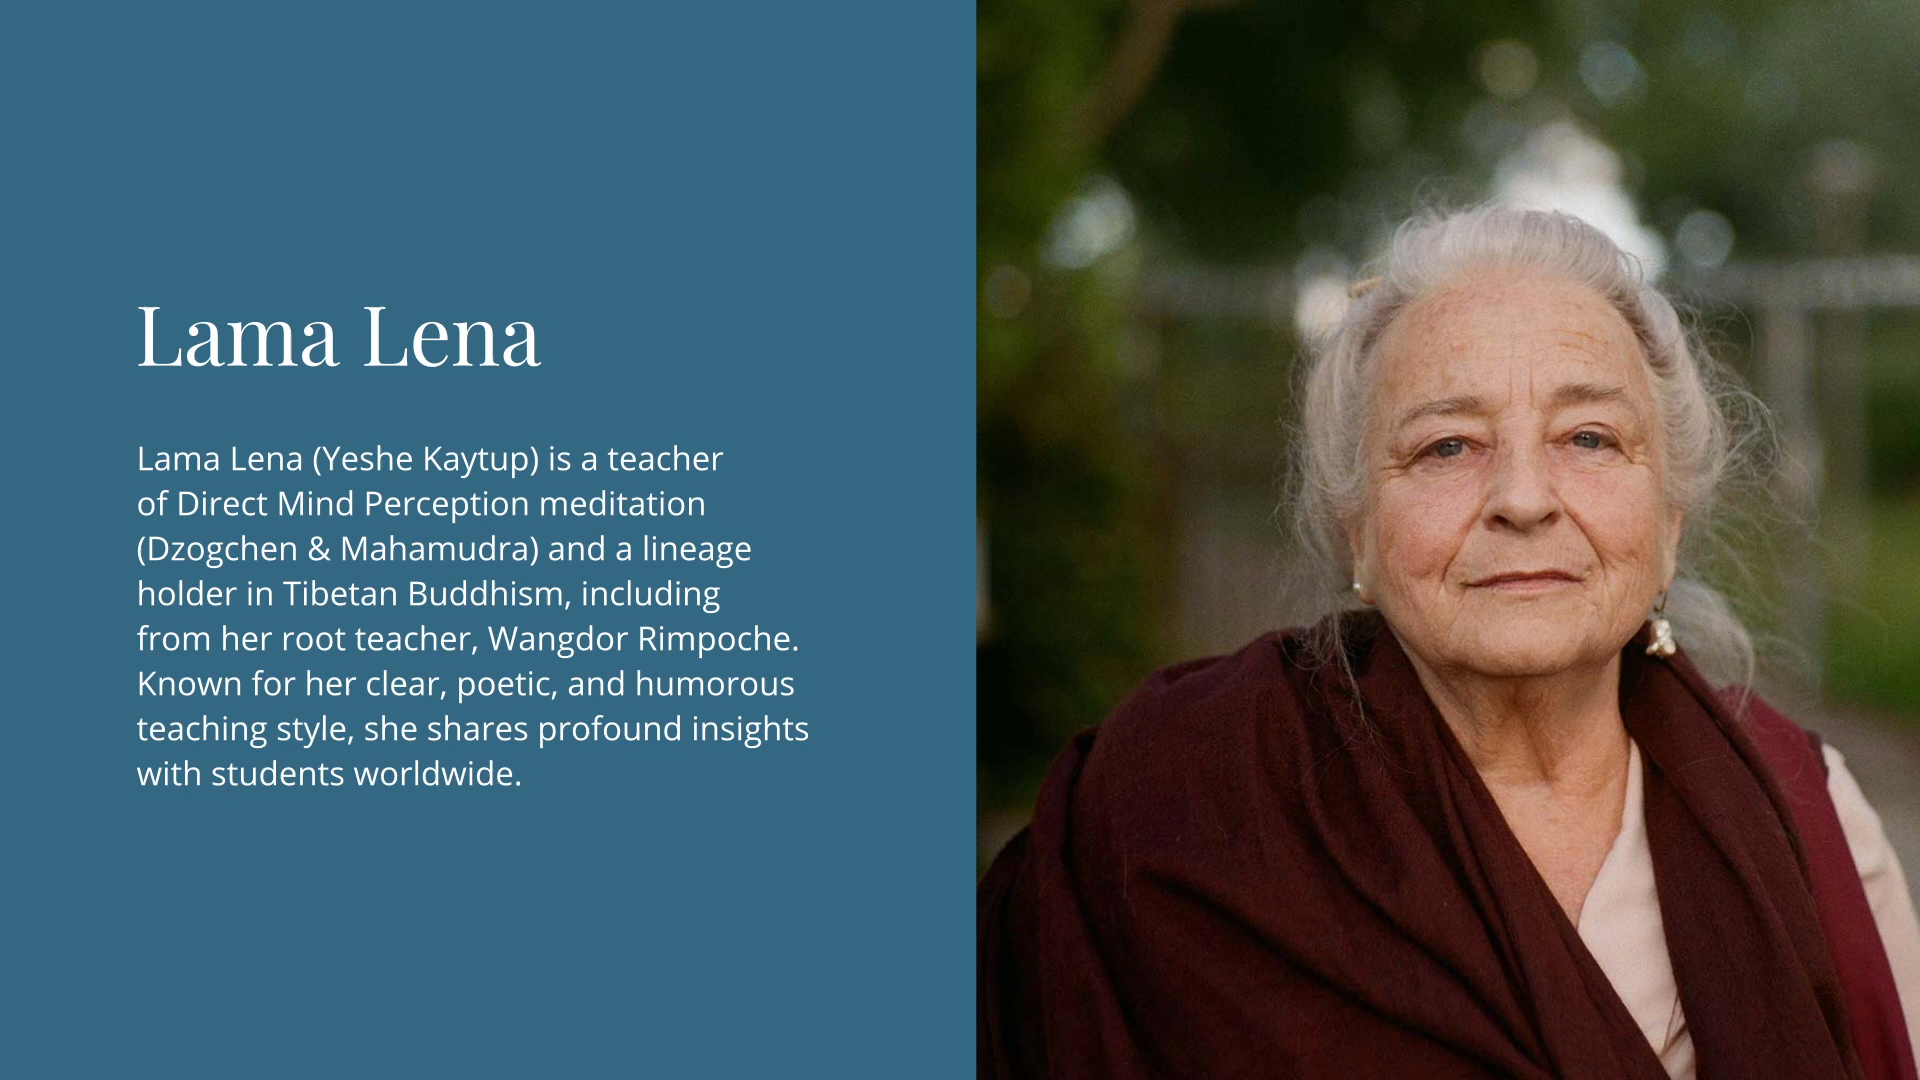 Lama Lena
Lama Lena (Yeshe Kaytup) is a teacher
of Direct Mind Perception meditation
(Dzogchen & Mahamudra) and a lineage
holder in Tibetan Buddhism, including
from her root teacher, Wangdor Rimpoche.
Known for her clear, poetic, and humorous
teaching style, she shares profound insights
with students worldwide.